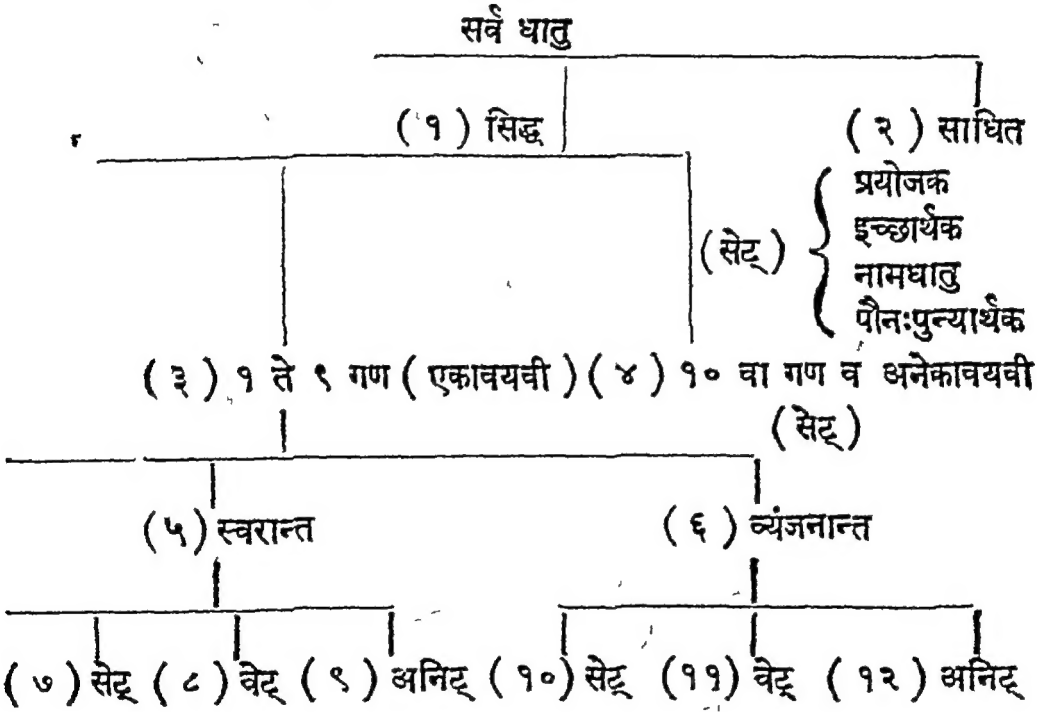 सर्व धातु
( १ ) सिद्ध ( २ ) साधित
प्रयोजक
इच्छार्थक
(सेट्)
नामधातु
पौनःपुन्यार्थक
( ३ ) १ ते ९ गण ( एकावयवी ) ( ४ ) १० वा गण व अनेकावयवी
(सेट्)
( ५ ) स्वरान्त ( ६ ) व्यंजनान्त
( ७ ) सेट् ( ८ ) वेट् ( ९ ) अनिट् ( १० ) सेट् ( ११ ) वेट् ( १२ ) अनिट्